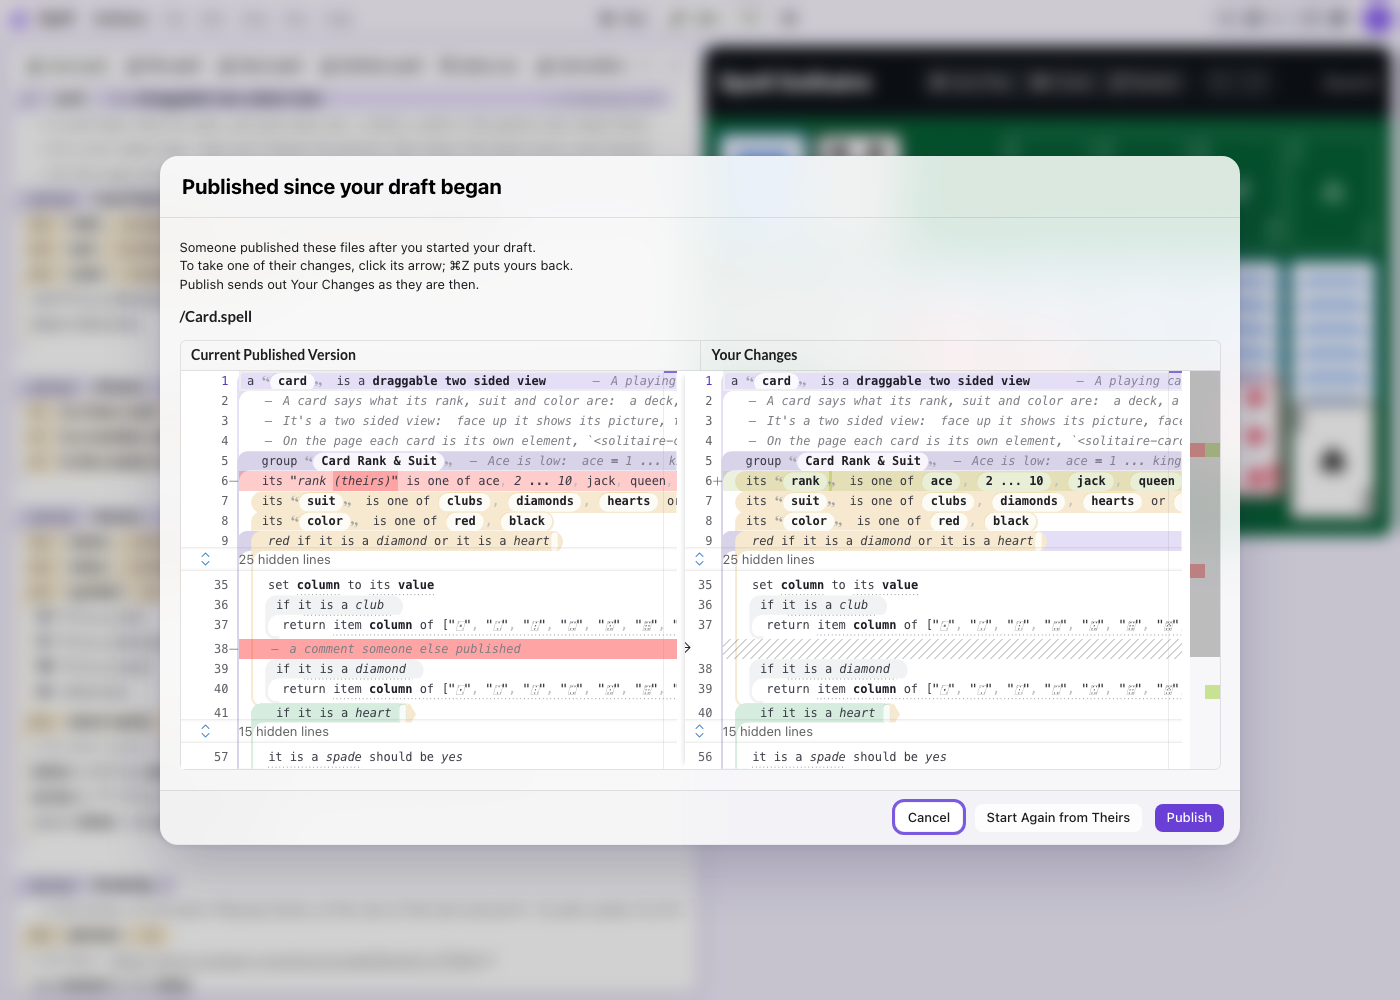 Published since your draft began
Someone published these files after you started your draft.
To take one of their changes, click its arrow; ⌘Z puts yours back.
Publish sends out Your Changes as they are then.
/Card.spell
Current Published Version
1 a “ card ” is a draggable two sided view — A playing
2 — A card says what its rank, suit and color are: a deck,
3 — It's a two sided view: face up it shows its picture,
4 — On the page each card is its own element, `<solitaire-c
5 group “ Card Rank & Suit ” — Ace is low: ace = 1 ... k
6 its "rank (theirs)" is one of ace, 2 ... 10, jack, queen,
7 its “ suit ” is one of clubs , diamonds , hearts or
8 its “ color ” is one of red , black
9 red if it is a diamond or it is a heart
25 hidden lines
35 set column to its value
36 if it is a club
37 return item column of ["
38 — a comment someone else published
39 if it is a diamond
40 return item column of ["
41 if it is a heart
15 hidden lines
57 it is a spade should be yes
Your Changes
1 a “ card ” is a draggable two sided view — A playing ca
2 — A card says what its rank, suit and color are: a deck, a
3 — It's a two sided view: face up it shows its picture, face
4 — On the page each card is its own element, `<solitaire-card
5 group “ Card Rank & Suit ” — Ace is low: ace = 1 ... king
6 its “ rank ” is one of ace , 2 ... 10 , jack , queen
7 its “ suit ” is one of clubs , diamonds , hearts or
8 its “ color ” is one of red , black
9 red if it is a diamond or it is a heart
25 hidden lines
35 set column to its value
36 if it is a club
37 return item column of ["
38 if it is a diamond
39 return item column of ["
40 if it is a heart
15 hidden lines
56 it is a spade should be yes
Cancel
Start Again from Theirs
Publish